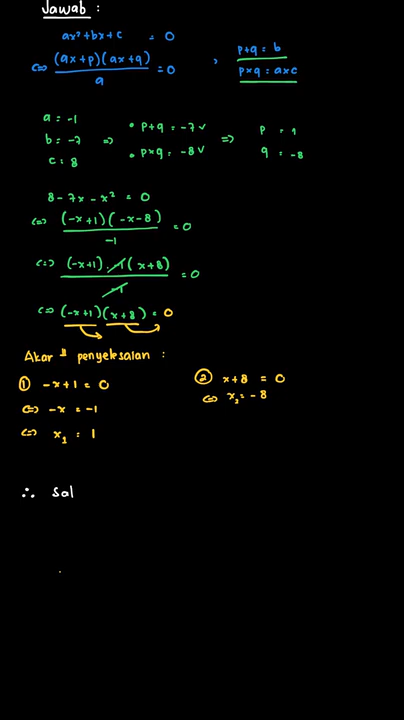 Jawab :
ax² + bx + c = 0
⇔ (ax + p)(ax + q) / a = 0 , p + q = b
p × q = a × c
a = -1
b = -7 ⇒ • p + q = -7 ✓ ⇒ p = 1
c = 8 • p × q = -8 ✓ q = -8
8 - 7x - x² = 0
⇔ (-x+1)(-x-8) / -1 = 0
⇔ (-x+1) . -1 (x+8) / -1 = 0
⇔ (-x+1)(x+8) = 0
Akar" penyelesaian :
① -x + 1 = 0
⇔ -x = -1
⇔ x₁ = 1
② x + 8 = 0
⇔ x₂ = -8
∴ Sol